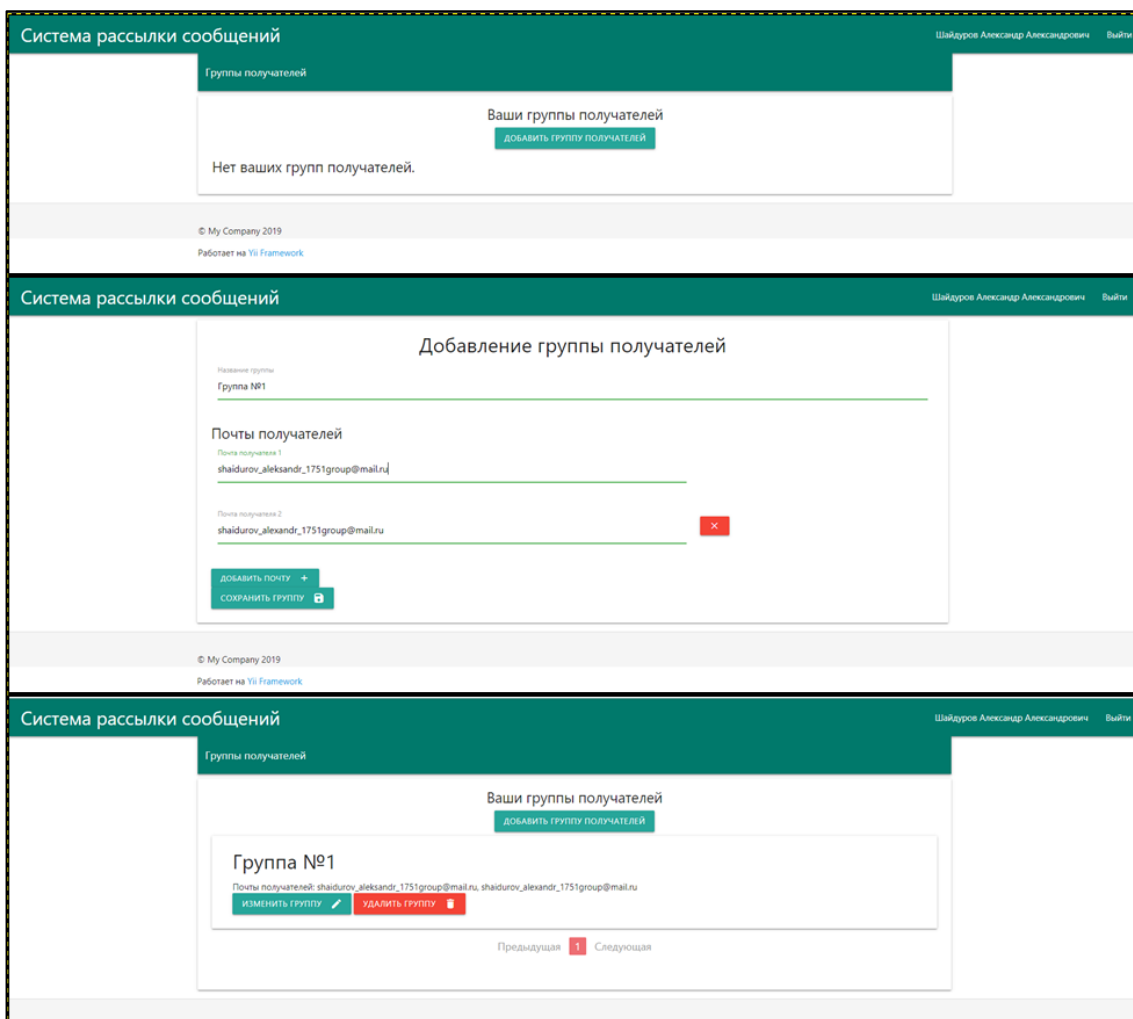 Система рассылки сообщений
Шайдуров Александр Александрович Выйти
Группы получателей
Ваши группы получателей
ДОБАВИТЬ ГРУППУ ПОЛУЧАТЕЛЕЙ
Нет ваших групп получателей.
© My Company 2019
Работает на Yii Framework
Система рассылки сообщений
Шайдуров Александр Александрович Выйти
Добавление группы получателей
Название группы
Группа №1
Почты получателей
Почта получателя 1
shaidurov_aleksandr_1751group@mail.ru
Почта получателя 2
shaidurov_alexandr_1751group@mail.ru
ДОБАВИТЬ ПОЧТУ +
СОХРАНИТЬ ГРУППУ
© My Company 2019
Работает на Yii Framework
Система рассылки сообщений
Шайдуров Александр Александрович Выйти
Группы получателей
Ваши группы получателей
ДОБАВИТЬ ГРУППУ ПОЛУЧАТЕЛЕЙ
Группа №1
Почты получателей: shaidurov_aleksandr_1751group@mail.ru, shaidurov_alexandr_1751group@mail.ru
ИЗМЕНИТЬ ГРУППУ УДАЛИТЬ ГРУППУ
Предыдущая 1 Следующая